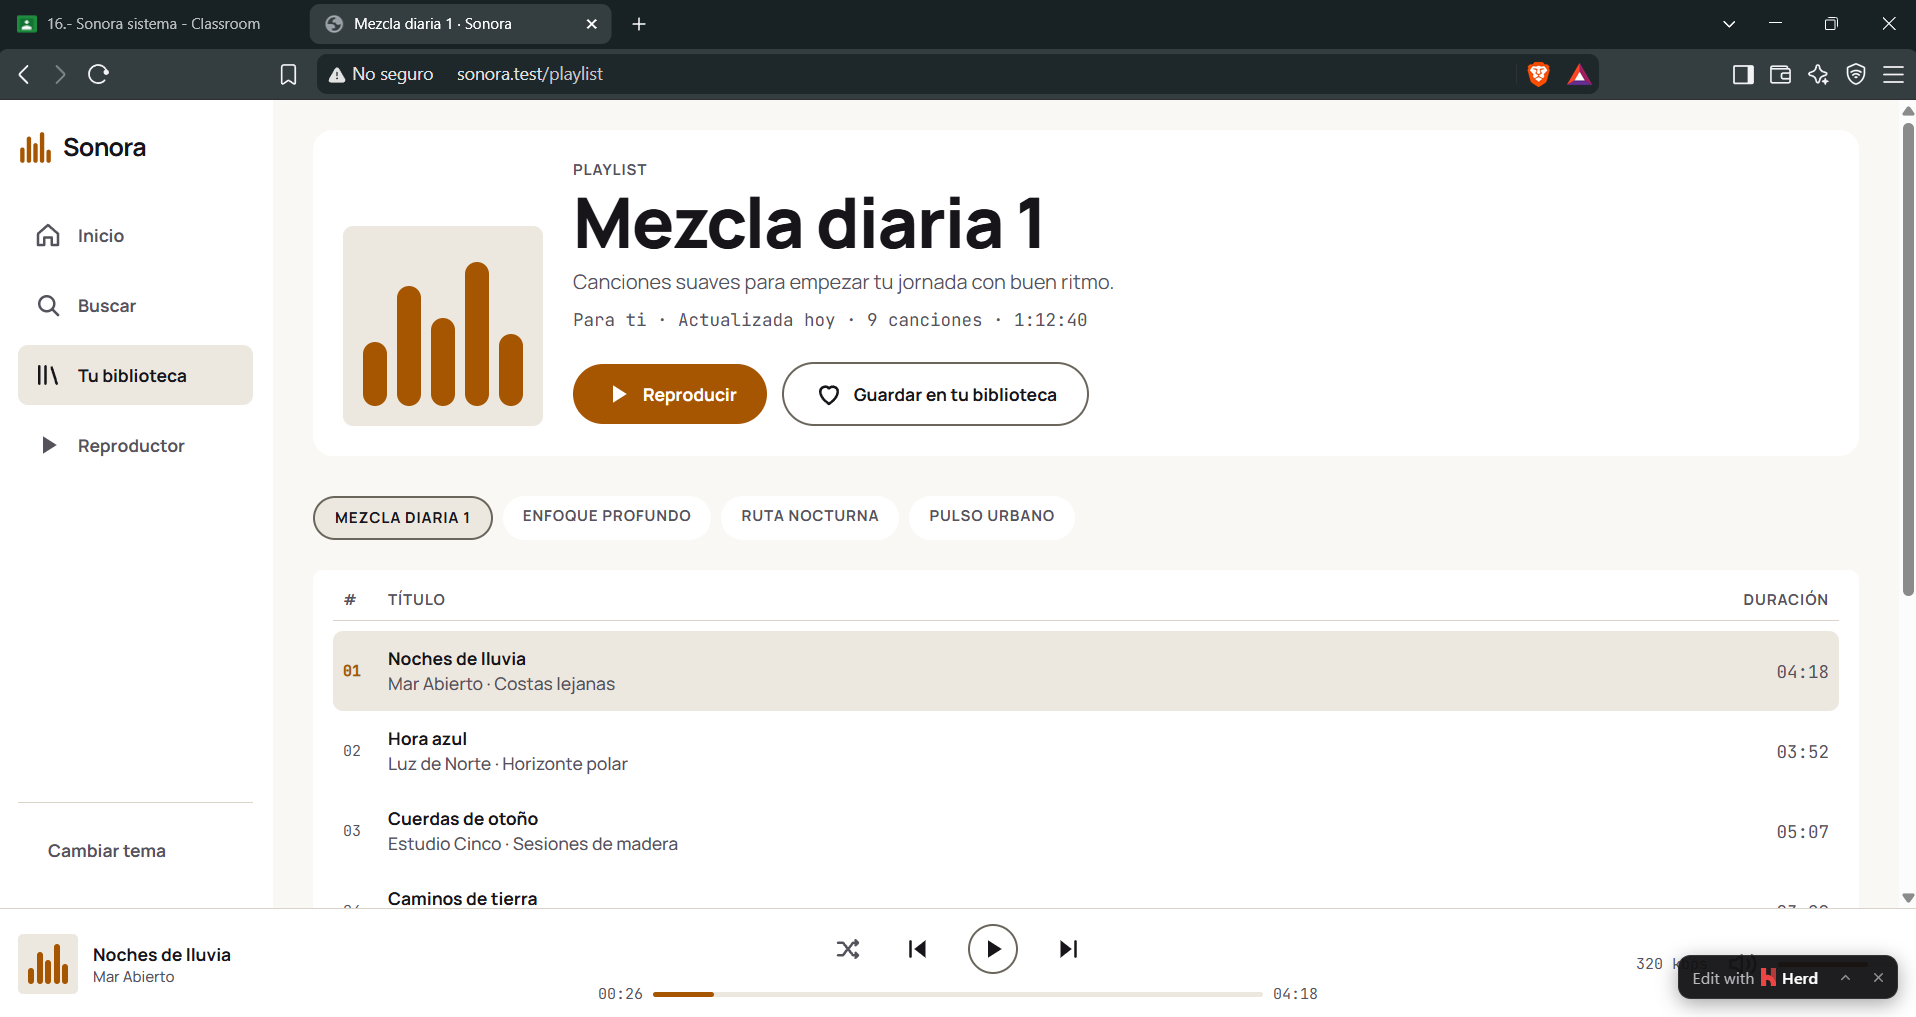 16.- Sonora sistema - Classroom
Mezcla diaria 1 · Sonora
No seguro
sonora.test/playlist
Sonora
Inicio
Buscar
Tu biblioteca
Reproductor
Cambiar tema
PLAYLIST
Mezcla diaria 1
Canciones suaves para empezar tu jornada con buen ritmo.
Para ti · Actualizada hoy · 9 canciones · 1:12:40
Reproducir
Guardar en tu biblioteca
MEZCLA DIARIA 1
ENFOQUE PROFUNDO
RUTA NOCTURNA
PULSO URBANO
# TÍTULO DURACIÓN
01 Noches de lluvia 04:18
Mar Abierto · Costas lejanas
02 Hora azul 03:52
Luz de Norte · Horizonte polar
03 Cuerdas de otoño 05:07
Estudio Cinco · Sesiones de madera
Caminos de tierra
Noches de lluvia
Mar Abierto
00:26
04:18
320
Edit with Herd